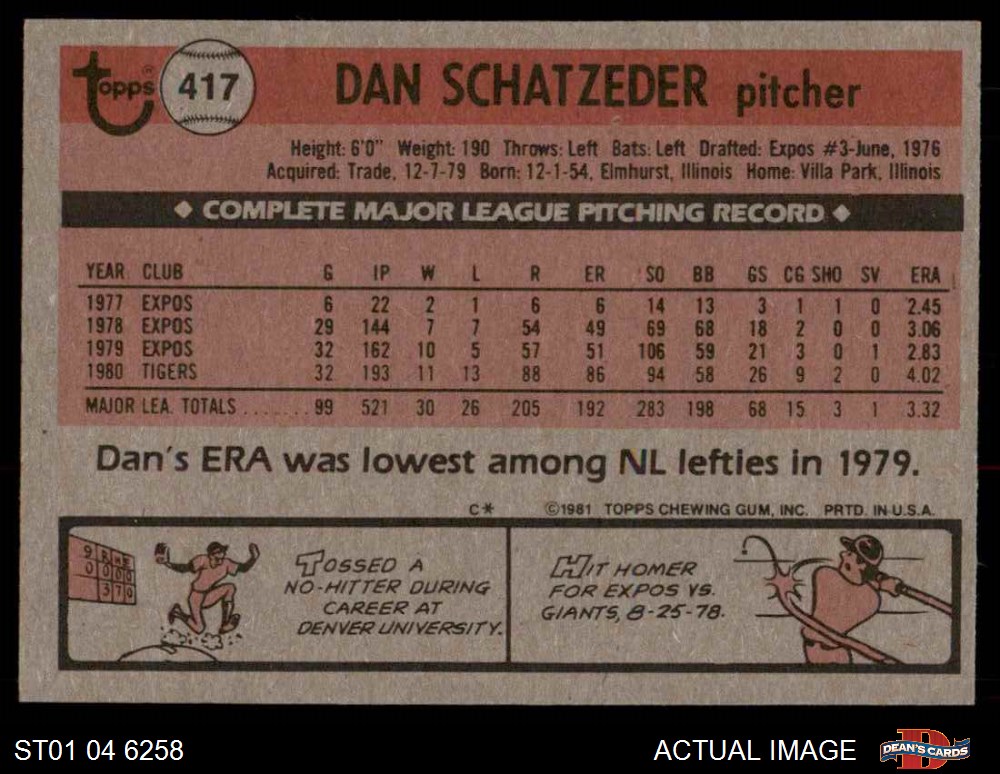 topps® 417 DAN SCHATZEDER pitcher
Height: 6'0" Weight: 190 Throws: Left Bats: Left Drafted: Expos #3-June, 1976
Acquired: Trade, 12-7-79 Born: 12-1-54, Elmhurst, Illinois Home: Villa Park, Illinois
◆ COMPLETE MAJOR LEAGUE PITCHING RECORD ◆
YEAR CLUB G IP W L R ER SO BB GS CG SHO SV ERA
1977 EXPOS 6 22 2 1 6 6 14 13 3 1 1 0 2.45
1978 EXPOS 29 144 7 7 54 49 69 68 18 2 0 0 3.06
1979 EXPOS 32 162 10 5 57 51 106 59 21 3 0 1 2.83
1980 TIGERS 32 193 11 13 88 86 94 58 26 9 2 0 4.02
MAJOR LEA. TOTALS ........ 99 521 30 26 205 192 283 198 68 15 3 1 3.32
Dan's ERA was lowest among NL lefties in 1979.
C* ©1981 TOPPS CHEWING GUM, INC. PRTD. IN U.S.A.
9 R H E
0 0 0 0
3 7 0
TOSSED A
NO-HITTER DURING
CAREER AT
DENVER UNIVERSITY.
HIT HOMER
FOR EXPOS VS.
GIANTS, 8-25-78.
ST01 04 6258 ACTUAL IMAGE DEAN'S CARDS